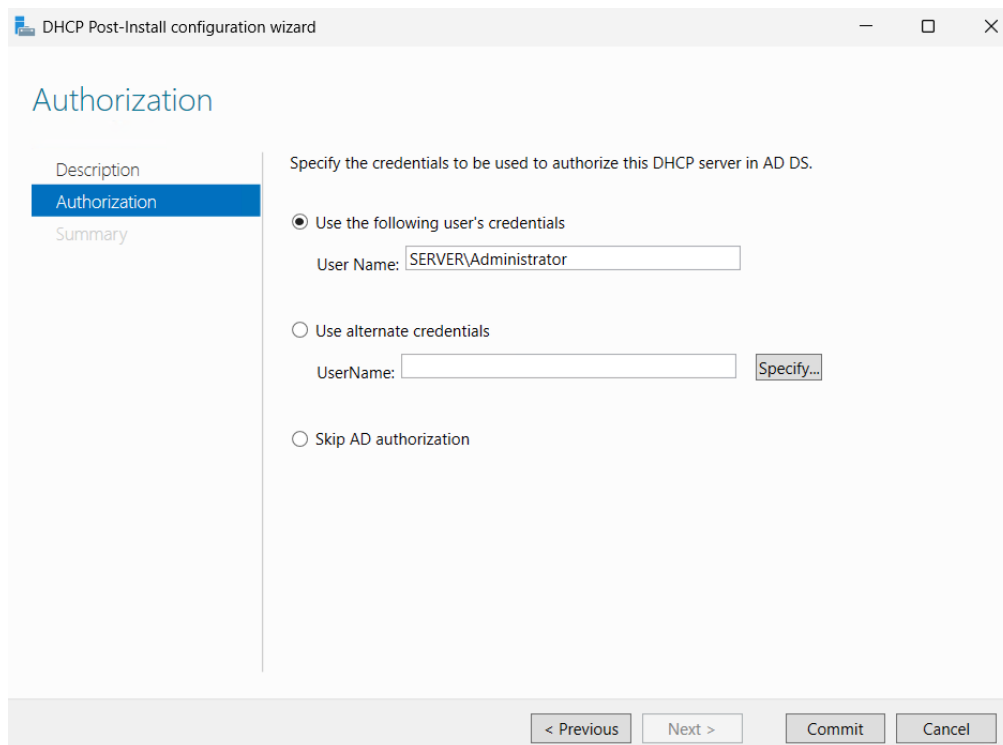 DHCP Post-Install configuration wizard
Authorization
Description
Authorization
Summary
Specify the credentials to be used to authorize this DHCP server in AD DS.
Use the following user's credentials
User Name: SERVER\Administrator
Use alternate credentials
UserName:
Specify...
Skip AD authorization
< Previous
Next >
Commit
Cancel